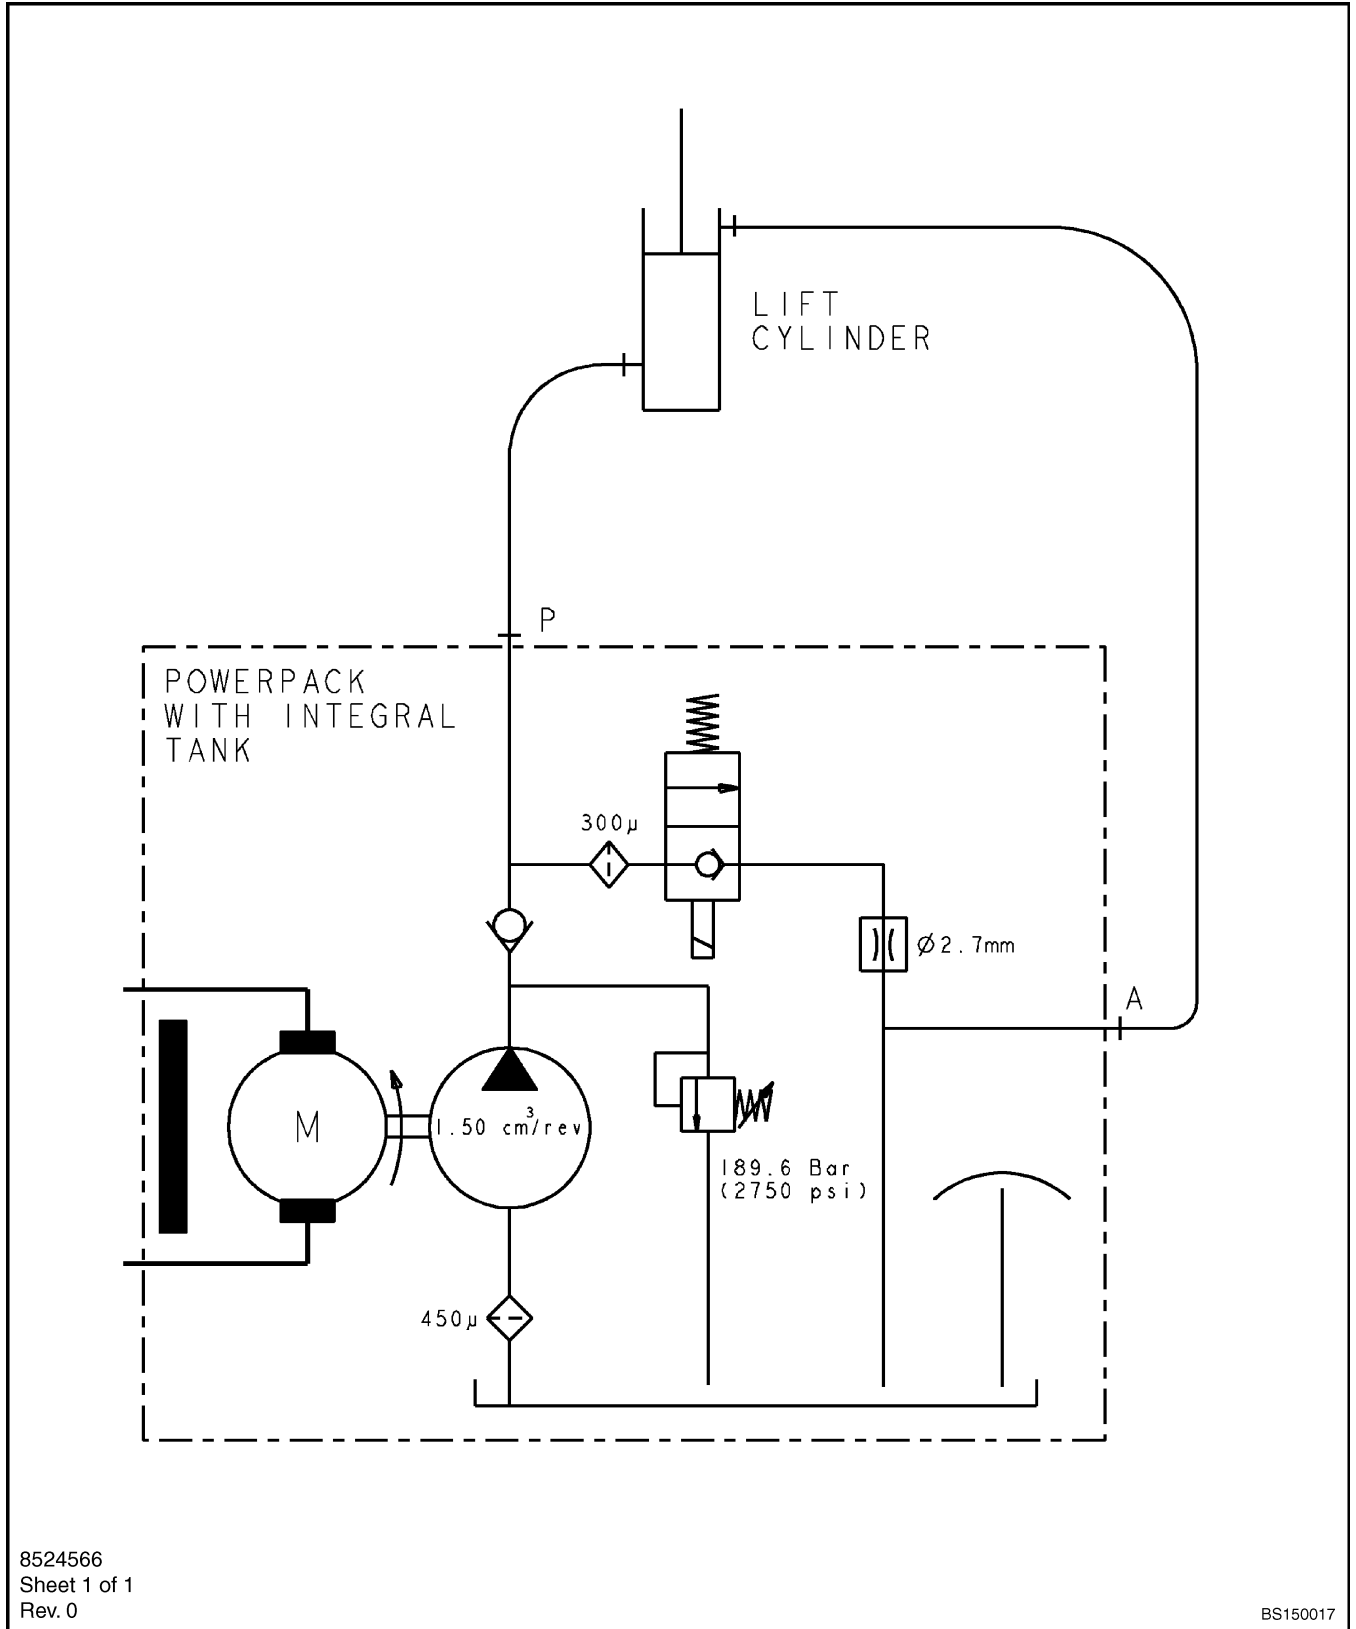 LIFT
CYLINDER
P
POWERPACK
WITH INTEGRAL
TANK
300µ
Ø2.7mm
A
M
1.50 cm³/rev
189.6 Bar
(2750 psi)
450µ
8524566
Sheet 1 of 1
Rev. 0
BS150017